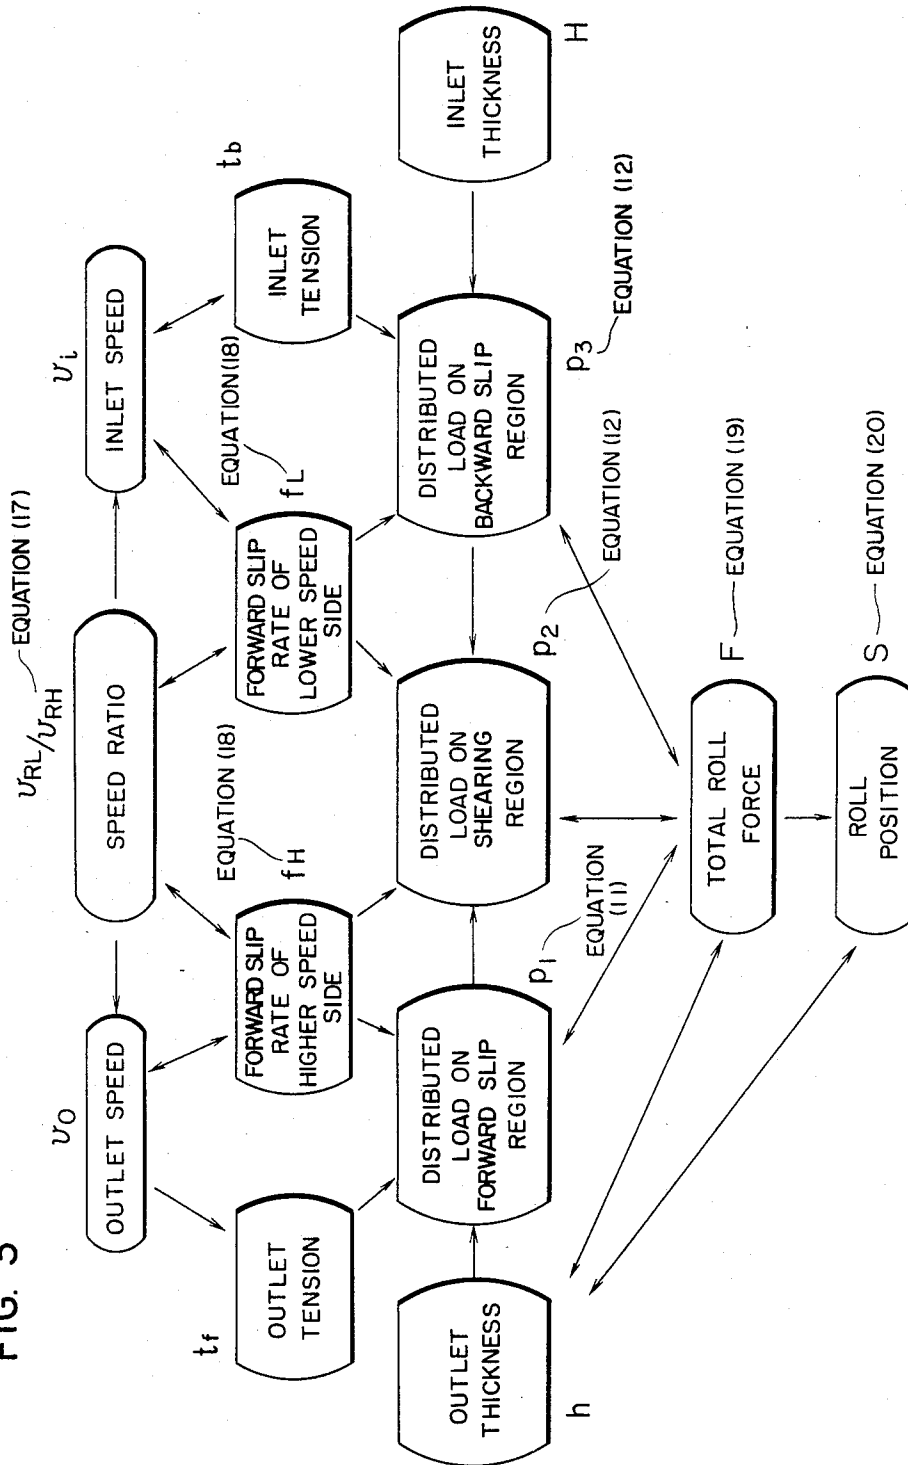 FIG. 3
EQUATION (17)
υRL/υRH
υO
υi
OUTLET SPEED
SPEED RATIO
INLET SPEED
EQUATION (18)
EQUATION (18)
tf
fH
fL
tb
OUTLET
TENSION
FORWARD SLIP
RATE OF
HIGHER SPEED
SIDE
FORWARD SLIP
RATE OF
LOWER SPEED
SIDE
INLET
TENSION
OUTLET
THICKNESS
DISTRIBUTED
LOAD ON
FORWARD SLIP
REGION
DISTRIBUTED
LOAD ON
SHEARING
REGION
DISTRIBUTED
LOAD ON
BACKWARD SLIP
REGION
INLET
THICKNESS
h
p1
p2
p3
H
EQUATION
(11)
EQUATION (12)
EQUATION (12)
TOTAL ROLL
FORCE
F
EQUATION (19)
ROLL
POSITION
S
EQUATION (20)